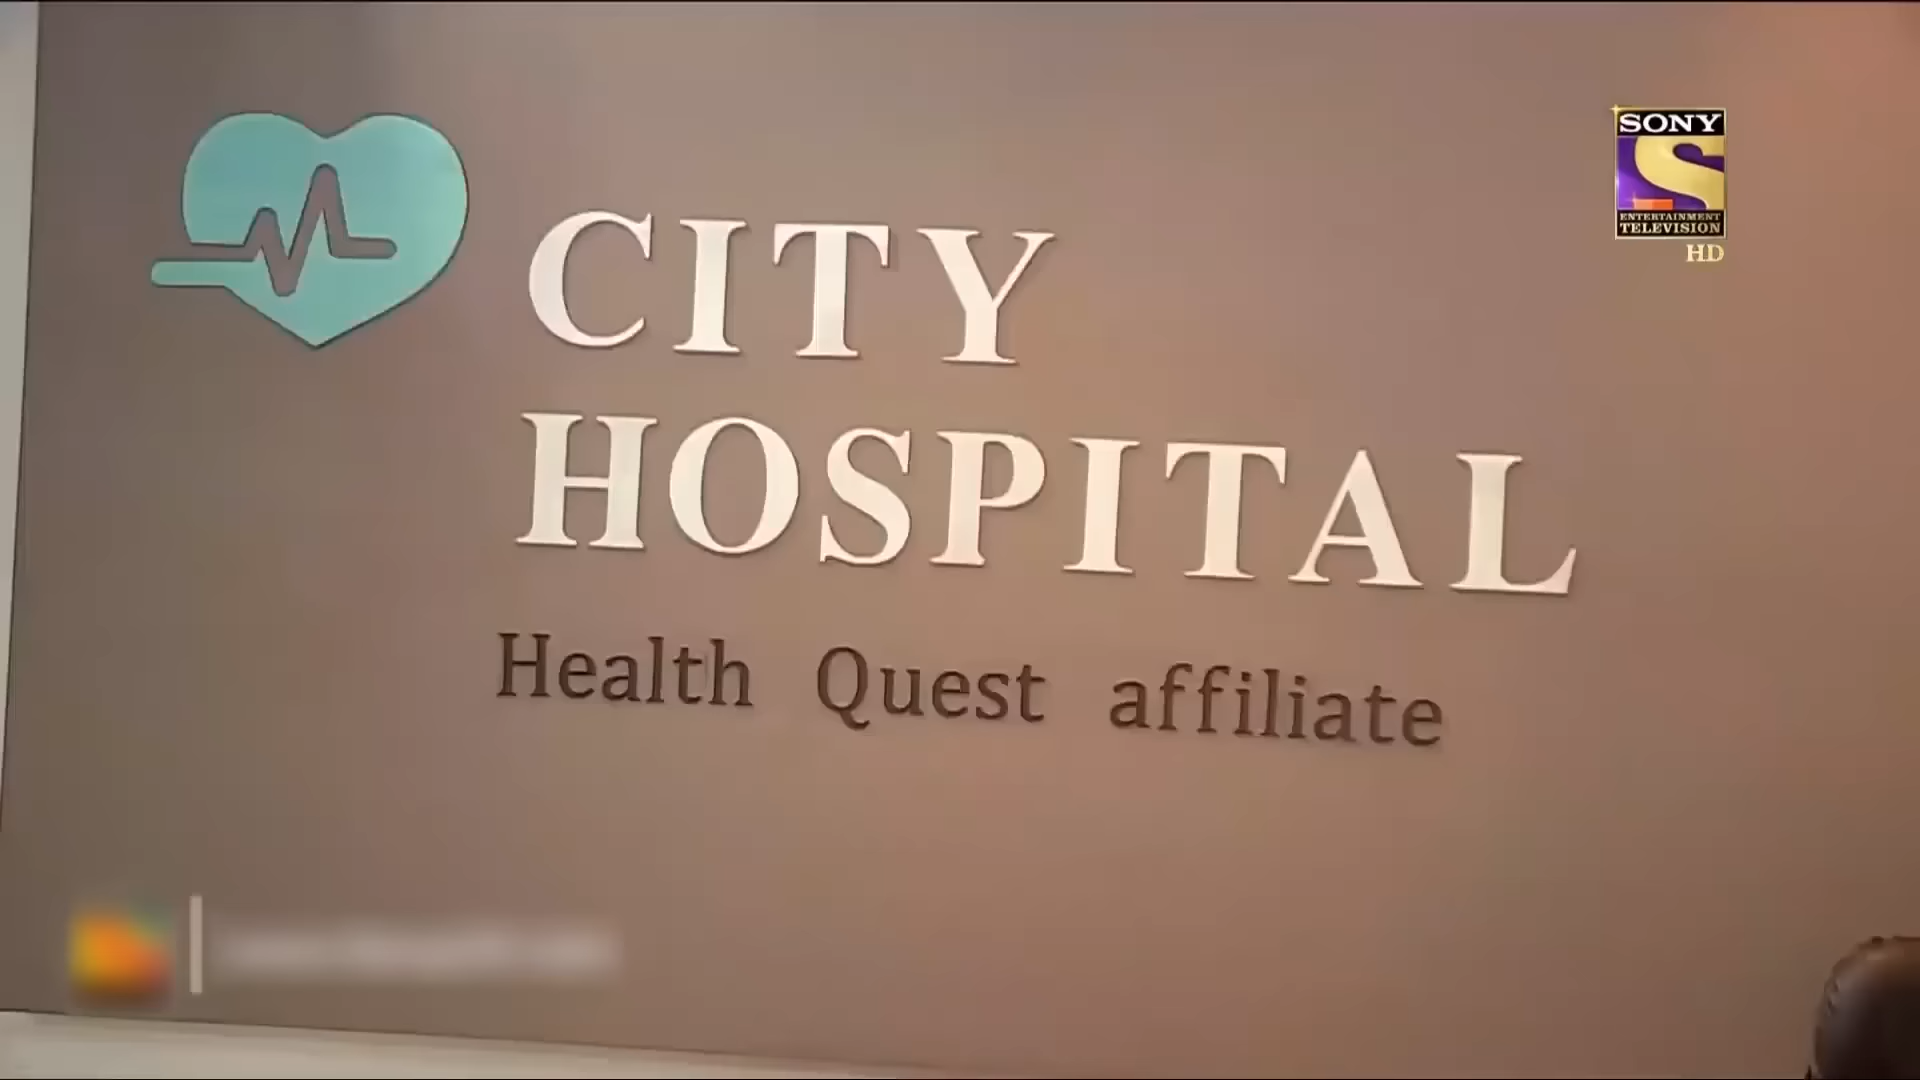 SONY
ENTERTAINMENT
TELEVISION
HD
CITY
HOSPITAL
Health Quest affiliate